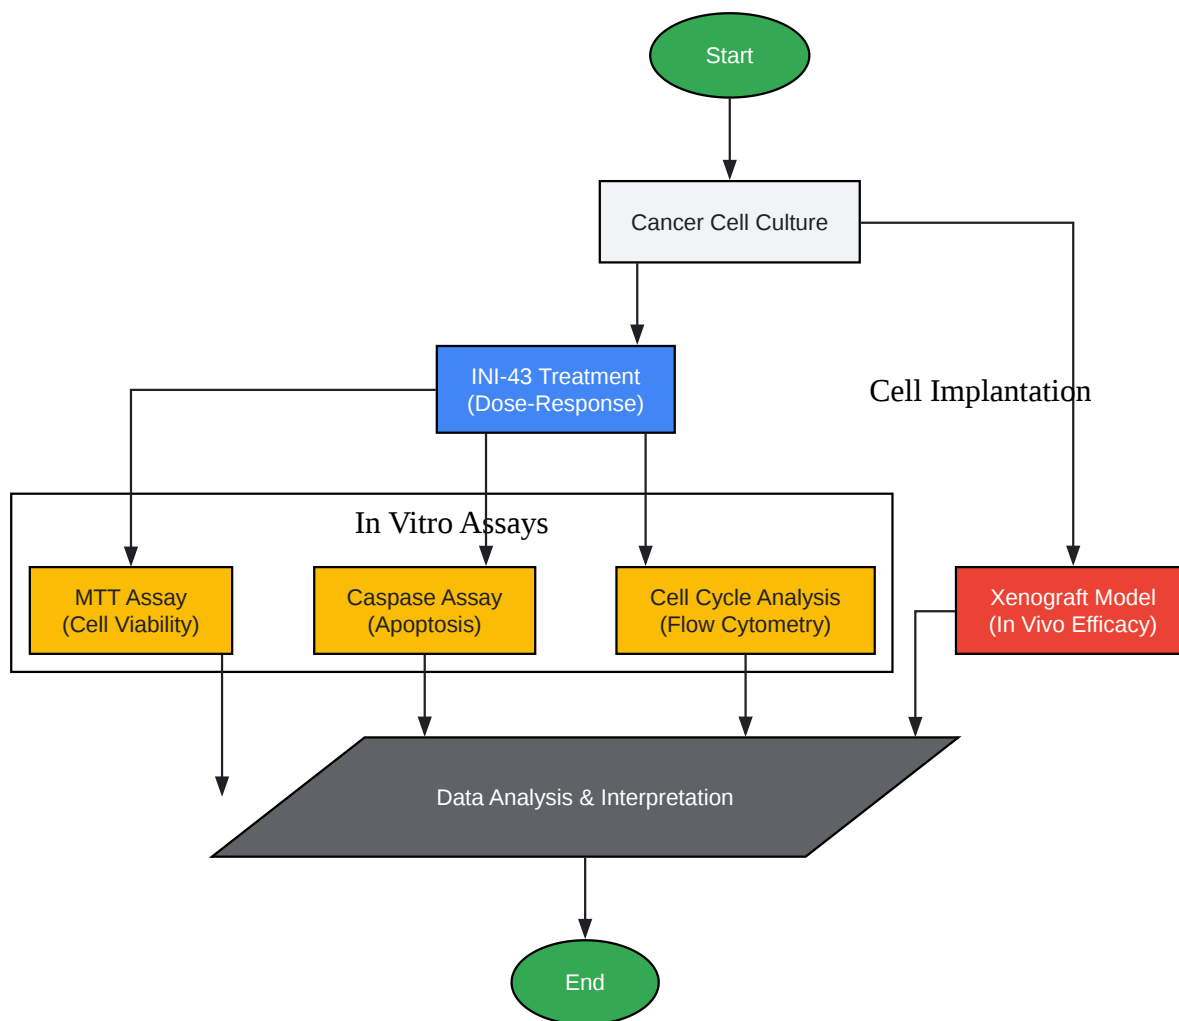 Start
Cancer Cell Culture
INI-43 Treatment
(Dose-Response)
Cell Implantation
In Vitro Assays
MTT Assay
(Cell Viability)
Caspase Assay
(Apoptosis)
Cell Cycle Analysis
(Flow Cytometry)
Xenograft Model
(In Vivo Efficacy)
Data Analysis & Interpretation
End